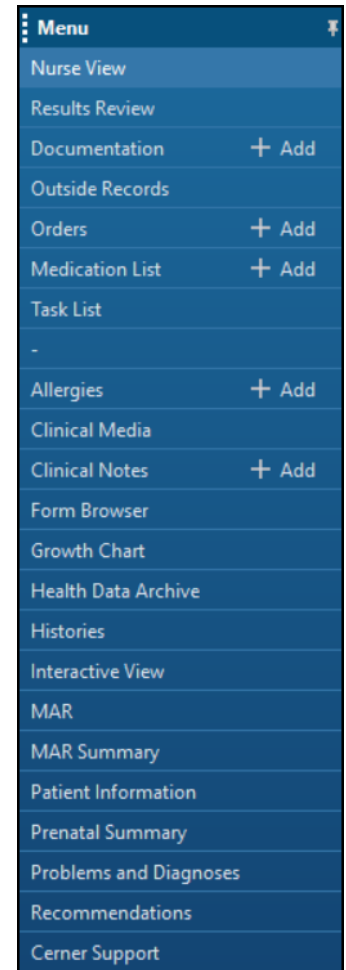 Menu
Nurse View
Results Review
Documentation + Add
Outside Records
Orders + Add
Medication List + Add
Task List
-
Allergies + Add
Clinical Media
Clinical Notes + Add
Form Browser
Growth Chart
Health Data Archive
Histories
Interactive View
MAR
MAR Summary
Patient Information
Prenatal Summary
Problems and Diagnoses
Recommendations
Cerner Support